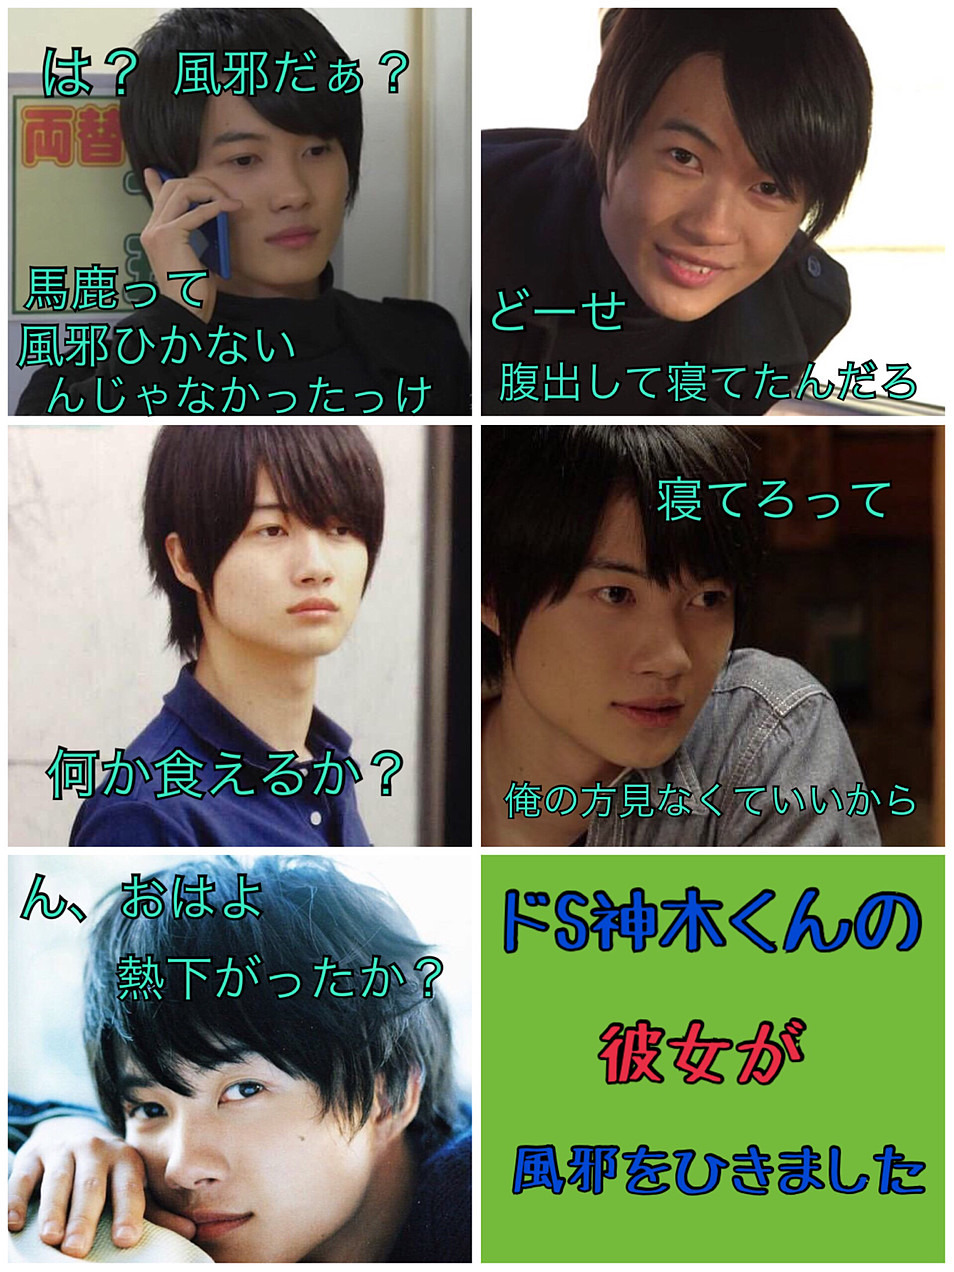 は？ 風邪だぁ？
両替
馬鹿って
風邪ひかない
んじゃなかったっけ
どーせ
腹出して寝てたんだろ
何か食えるか？
寝てろって
俺の方見なくていいから
ん、おはよ
熱下がったか？
ドS神木くんの
彼女が
風邪をひきました